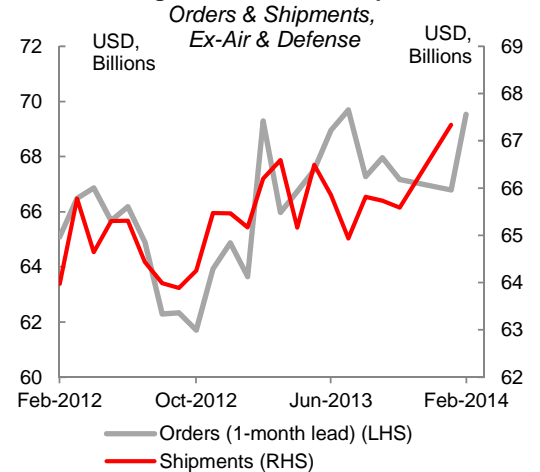 Orders & Shipments,
Ex-Air & Defense
USD,
Billions
USD,
Billions
72
70
68
66
64
62
60
69
68
67
66
65
64
63
62
Feb-2012
Oct-2012
Jun-2013
Feb-2014
Orders (1-month lead) (LHS)
Shipments (RHS)